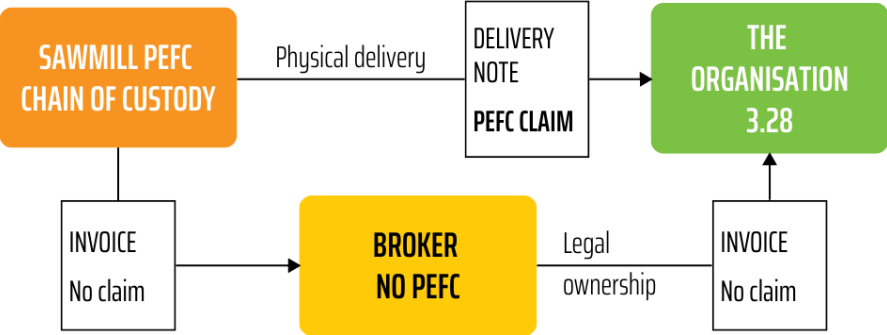 SAWMILL PEFC
CHAIN OF CUSTODY
Physical delivery
DELIVERY
NOTE
PEFC CLAIM
THE
ORGANISATION
3.28
INVOICE
No claim
BROKER
NO PEFC
Legal
ownership
INVOICE
No claim